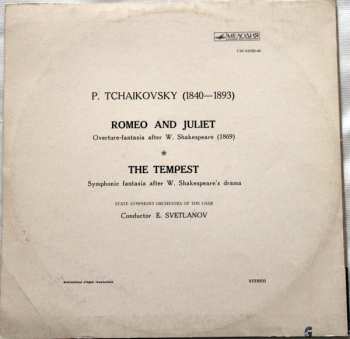 МЕЛОДИЯ
P. TCHAIKOVSKY (1840—1893)
ROMEO AND JULIET
Overture-fantasia after W. Shakespeare (1869)
*
THE TEMPEST
Symphonic fantasia after W. Shakespeare's drama
STATE SYMPHONY ORCHESTRA OF THE USSR
Conductor E. SVETLANOV
STEREO
G